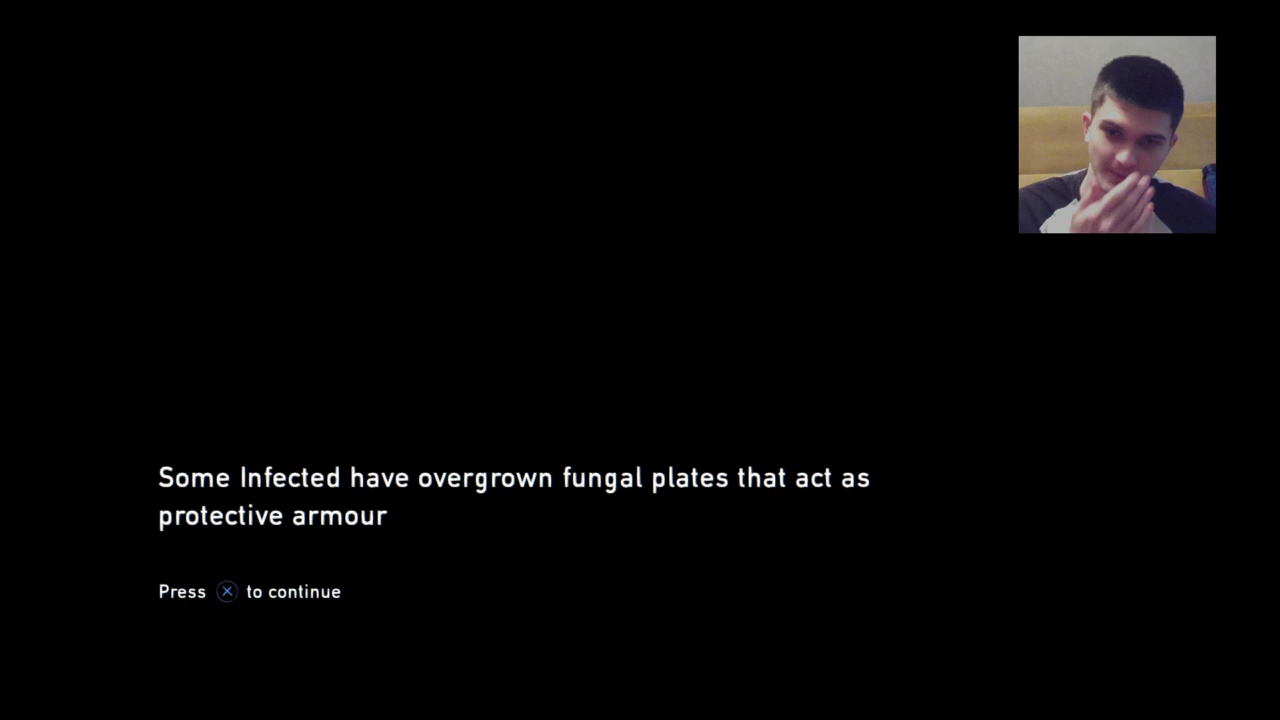 Some Infected have overgrown fungal plates that act as
protective armour
Press ⓧ to continue